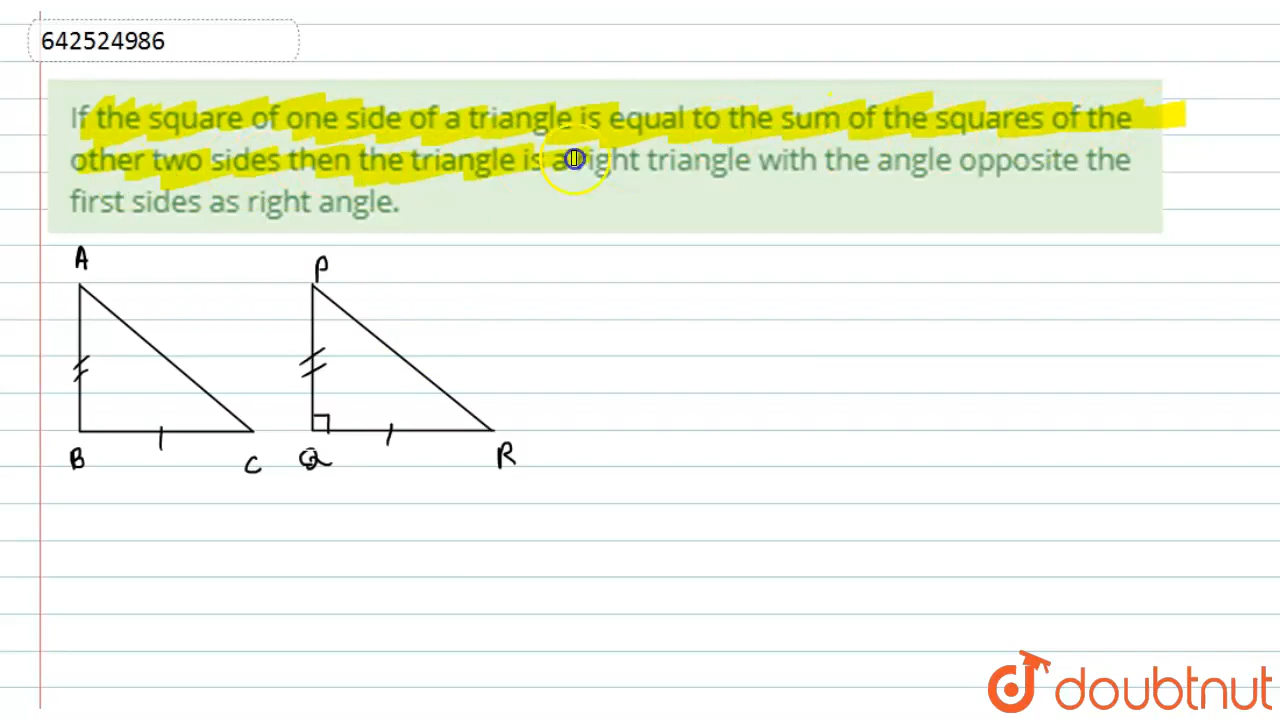 642524986
If the square of one side of a triangle is equal to the sum of the squares of the
other two sides then the triangle is a right triangle with the angle opposite the
first sides as right angle.
A P
B C Q R
doubtnut